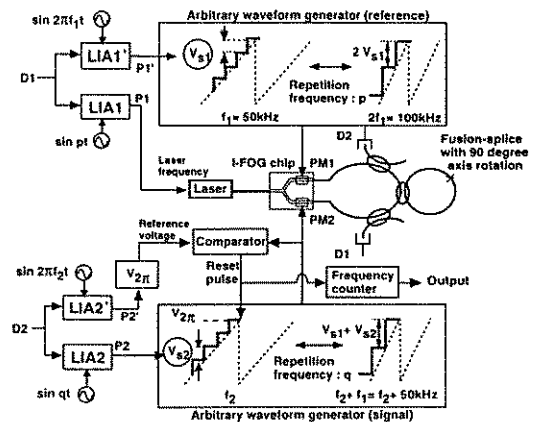 Arbitrary waveform generator (reference)
sin 2πf1t
LIA1'
P1'
D1
LIA1
P1
sin pt
Vs1
f1= 50kHz
Repetition
frequency : p
2 Vs1
2f1= 100kHz
D2
Fusion-splice
with 90 degree
axis rotation
I-FOG chip
PM1
Laser
frequency
Laser
PM2
D1
Reference
voltage
Comparator
V2π
Reset
pulse
Frequency
counter
Output
sin 2πf2t
LIA2'
P2'
D2
LIA2
P2
sin qt
V2π
Vs2
f2
Vs1+ Vs2
Repetition
frequency : q
f2+ f1= f2+ 50kHz
Arbitrary waveform generator (signal)